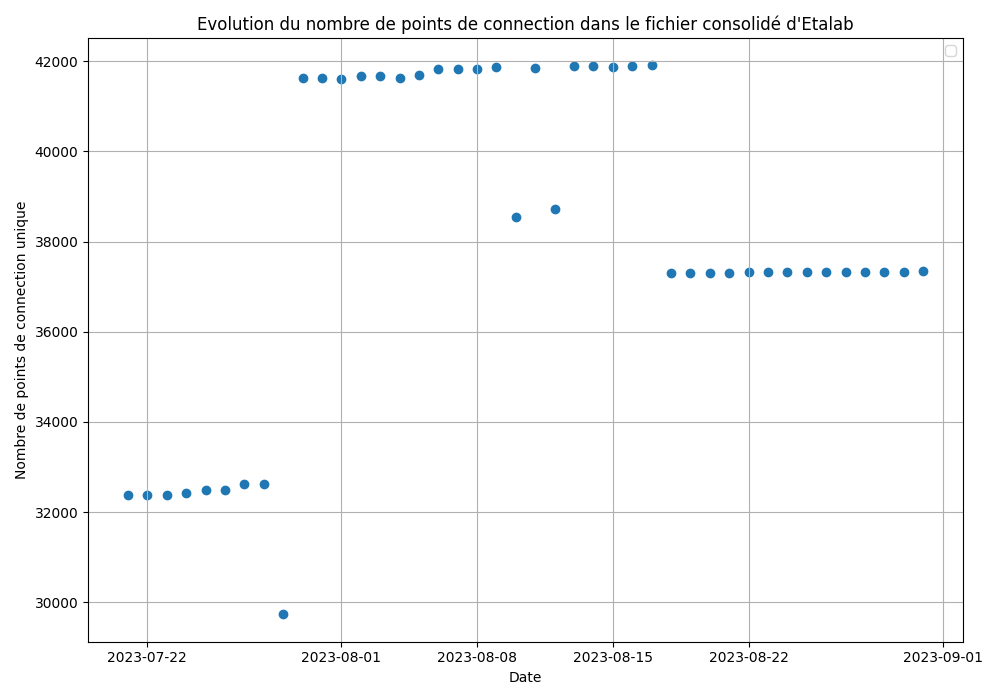 Evolution du nombre de points de connection dans le fichier consolidé d'Etalab
Nombre de points de connection unique
42000
40000
38000
36000
34000
32000
30000
2023-07-22 2023-08-01 2023-08-08 2023-08-15 2023-08-22 2023-09-01
Date